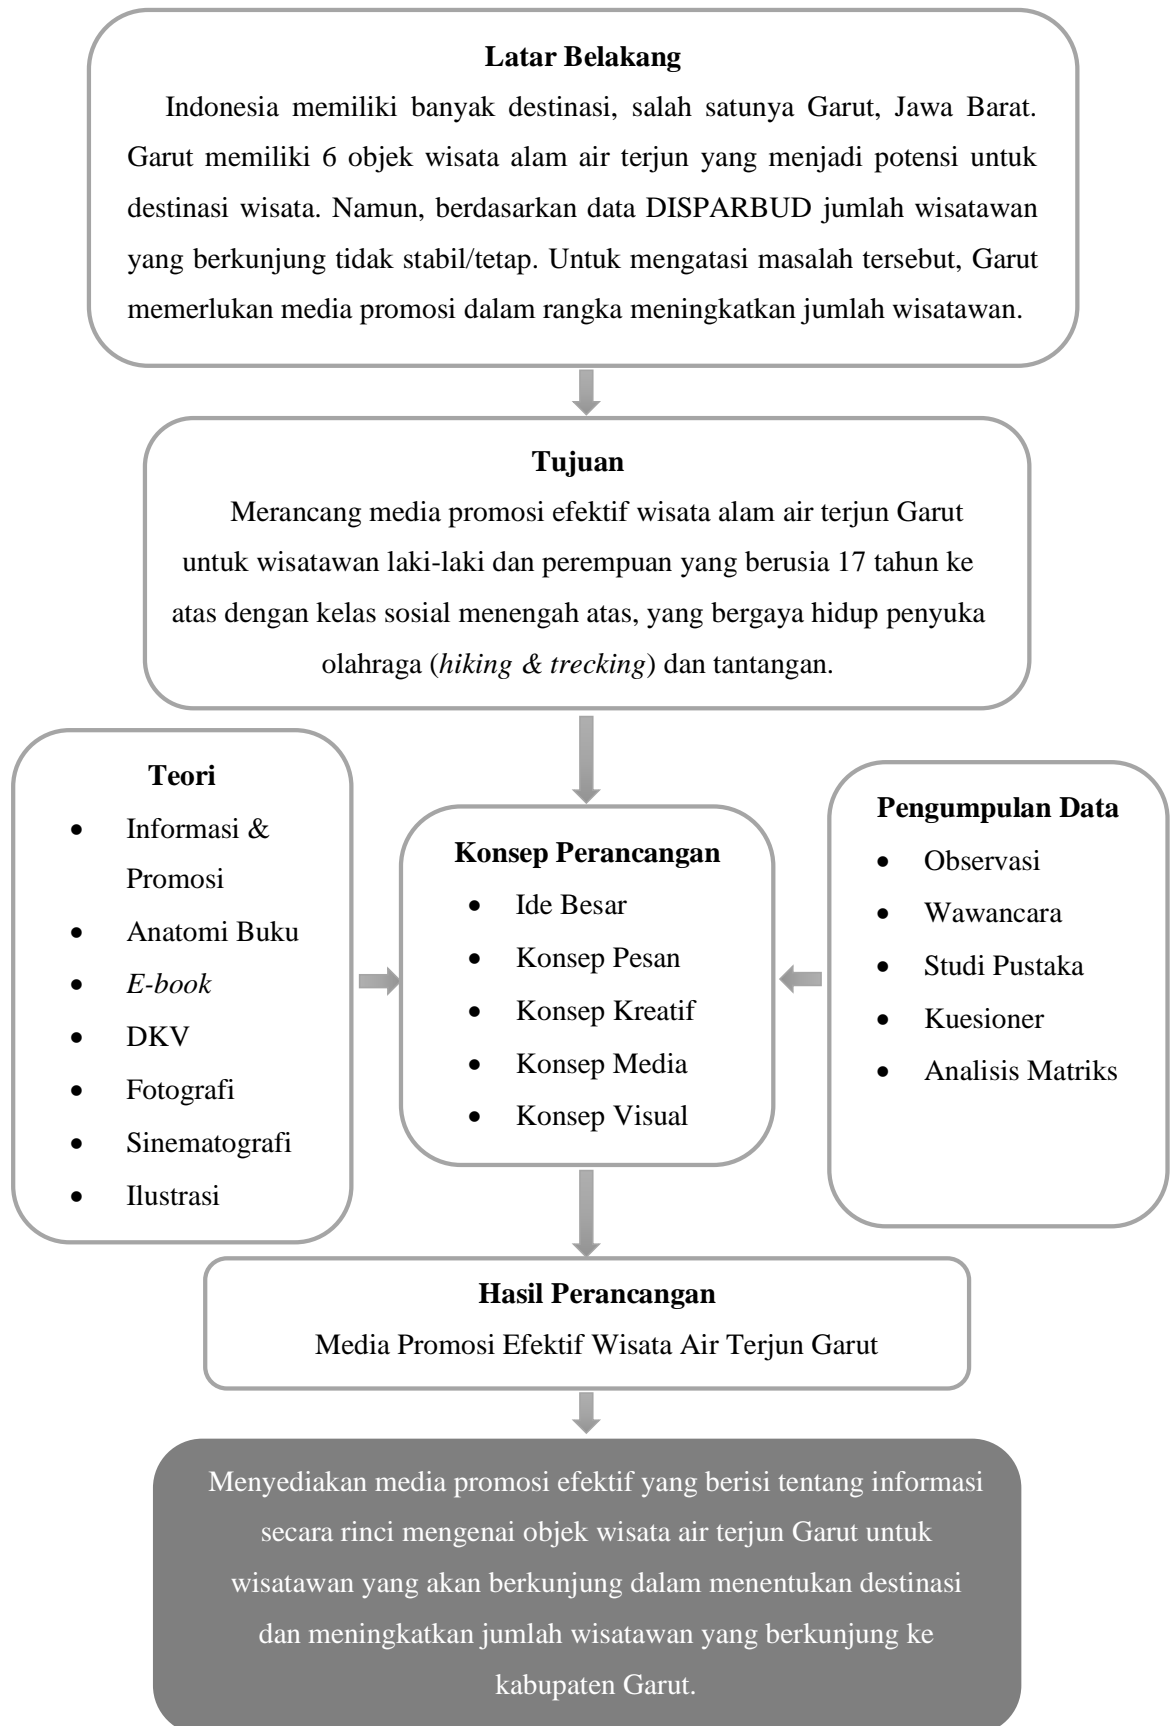 Latar Belakang
Indonesia memiliki banyak destinasi, salah satunya Garut, Jawa Barat.
Garut memiliki 6 objek wisata alam air terjun yang menjadi potensi untuk
destinasi wisata. Namun, berdasarkan data DISPARBUD jumlah wisatawan
yang berkunjung tidak stabil/tetap. Untuk mengatasi masalah tersebut, Garut
memerlukan media promosi dalam rangka meningkatkan jumlah wisatawan.
Tujuan
Merancang media promosi efektif wisata alam air terjun Garut
untuk wisatawan laki-laki dan perempuan yang berusia 17 tahun ke
atas dengan kelas sosial menengah atas, yang bergaya hidup penyuka
olahraga (hiking & trecking) dan tantangan.
Teori
• Informasi &
Promosi
• Anatomi Buku
• E-book
• DKV
• Fotografi
• Sinematografi
• Ilustrasi
Konsep Perancangan
• Ide Besar
• Konsep Pesan
• Konsep Kreatif
• Konsep Media
• Konsep Visual
Pengumpulan Data
• Observasi
• Wawancara
• Studi Pustaka
• Kuesioner
• Analisis Matriks
Hasil Perancangan
Media Promosi Efektif Wisata Air Terjun Garut
Menyediakan media promosi efektif yang berisi tentang informasi
secara rinci mengenai objek wisata air terjun Garut untuk
wisatawan yang akan berkunjung dalam menentukan destinasi
dan meningkatkan jumlah wisatawan yang berkunjung ke
kabupaten Garut.